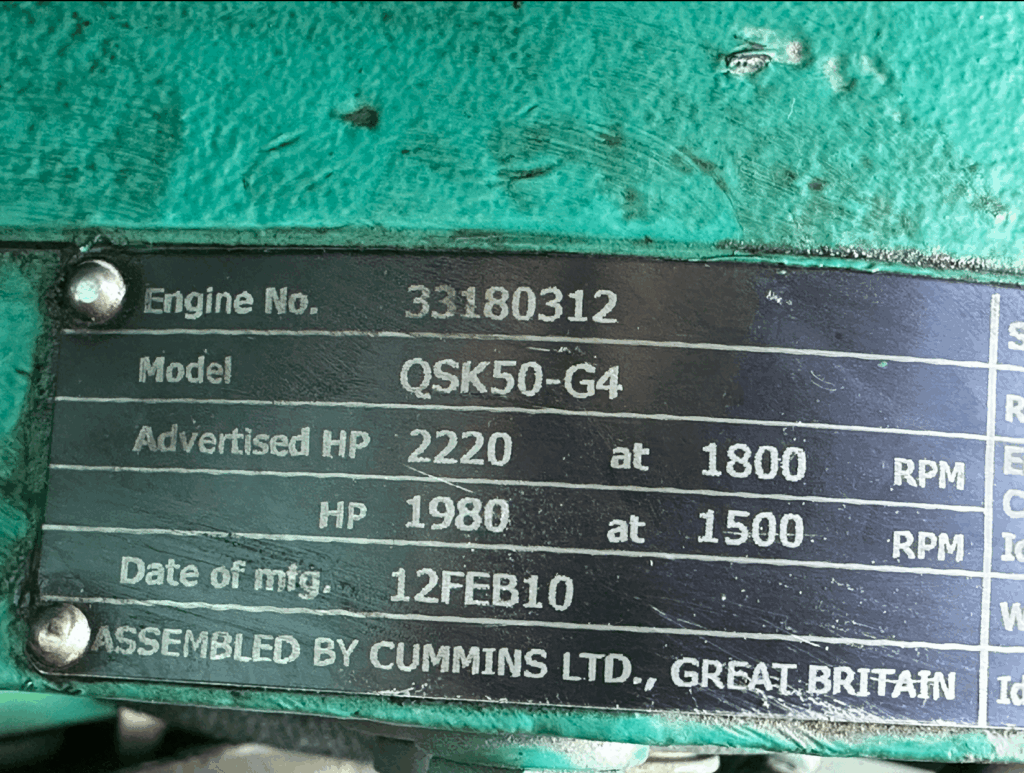 Engine No. 33180312
Model QSK50-G4
Advertised HP 2220 at 1800 RPM
HP 1980 at 1500 RPM
Date of mfg. 12FEB10
ASSEMBLED BY CUMMINS LTD., GREAT BRITAIN